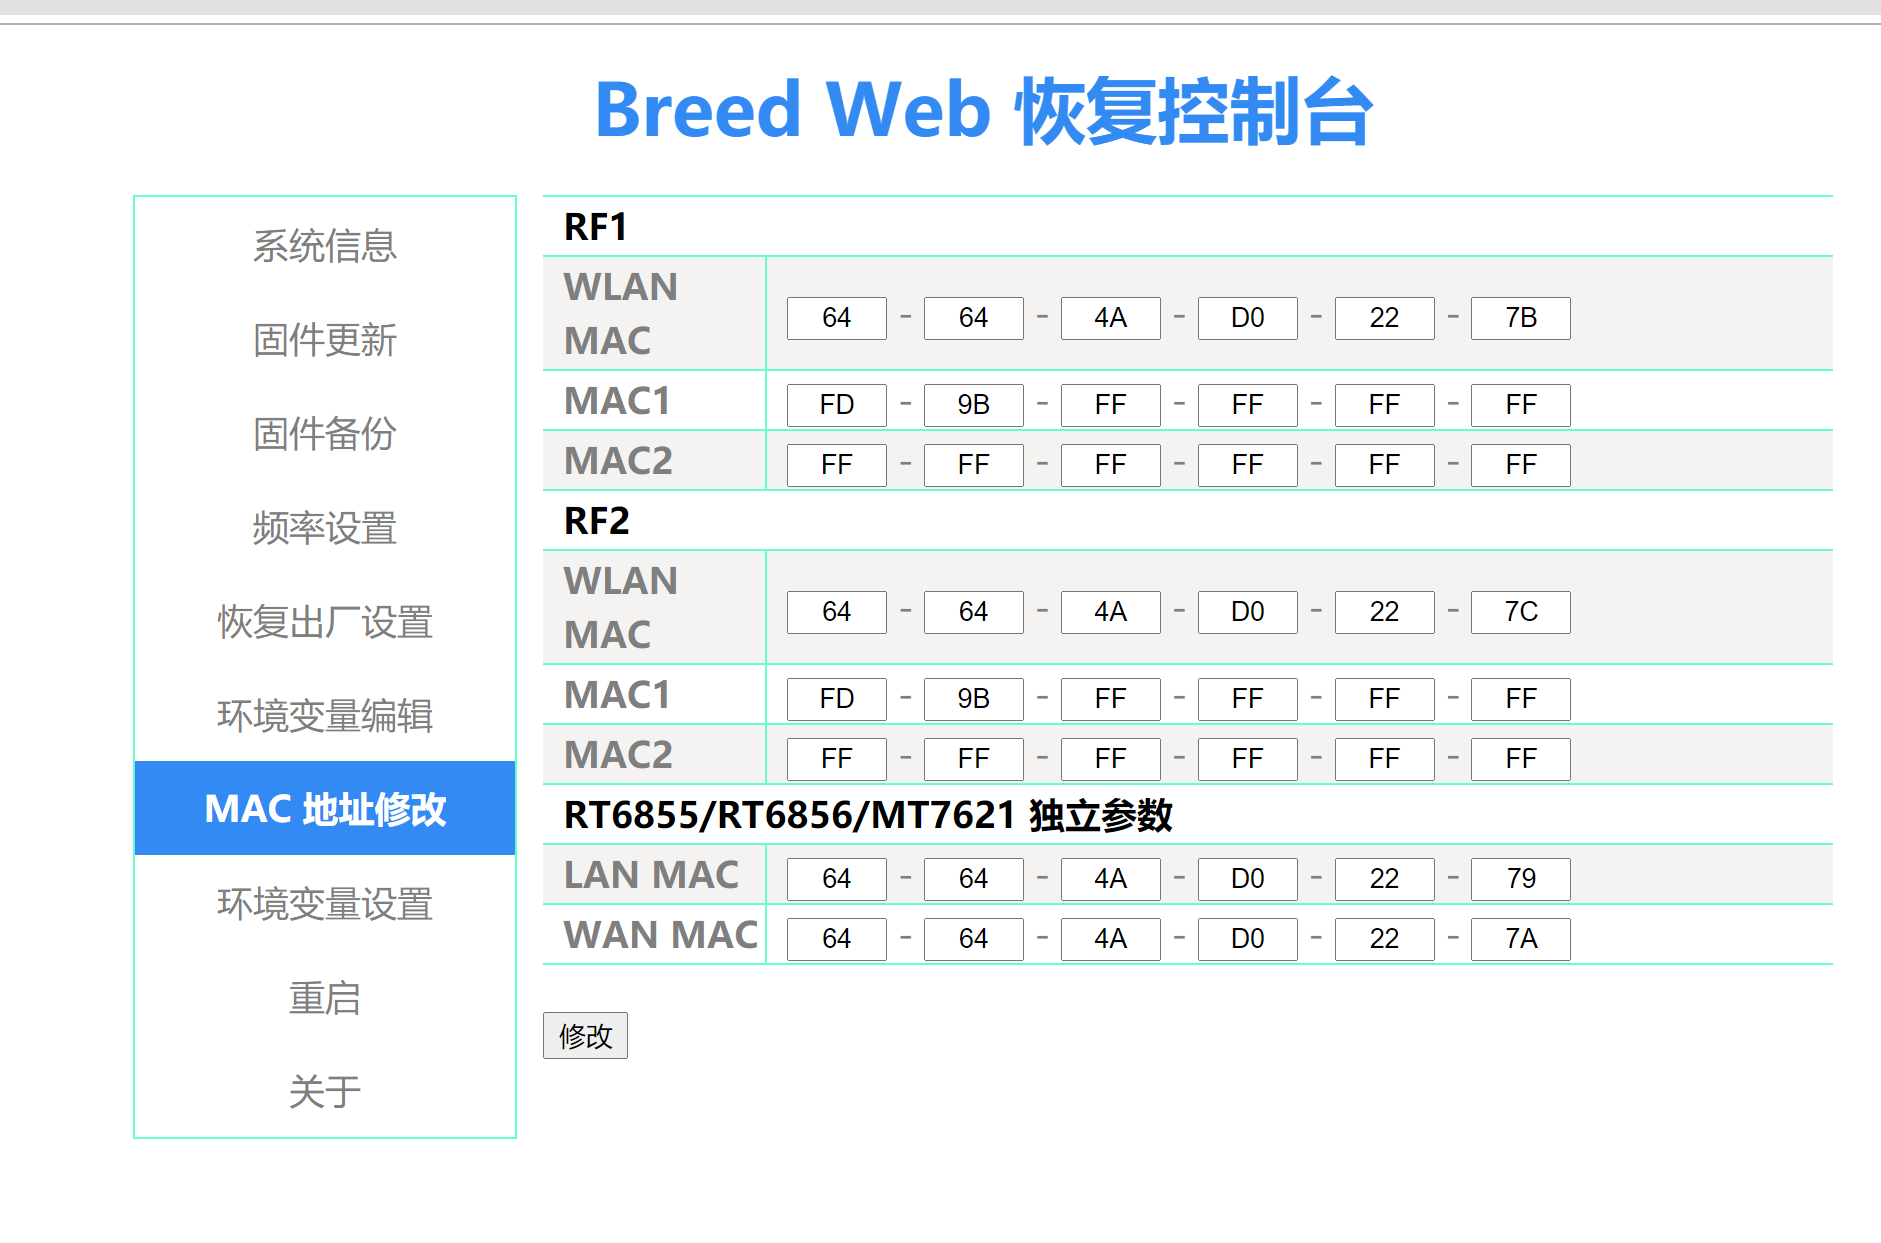 Breed Web 恢复控制台
系统信息
固件更新
固件备份
频率设置
恢复出厂设置
环境变量编辑
MAC 地址修改
环境变量设置
重启
关于
RF1
WLAN
MAC
64 - 64 - 4A - D0 - 22 - 7B
MAC1 FD - 9B - FF - FF - FF - FF
MAC2 FF - FF - FF - FF - FF - FF
RF2
WLAN
MAC
64 - 64 - 4A - D0 - 22 - 7C
MAC1 FD - 9B - FF - FF - FF - FF
MAC2 FF - FF - FF - FF - FF - FF
RT6855/RT6856/MT7621 独立参数
LAN MAC 64 - 64 - 4A - D0 - 22 - 79
WAN MAC 64 - 64 - 4A - D0 - 22 - 7A
修改